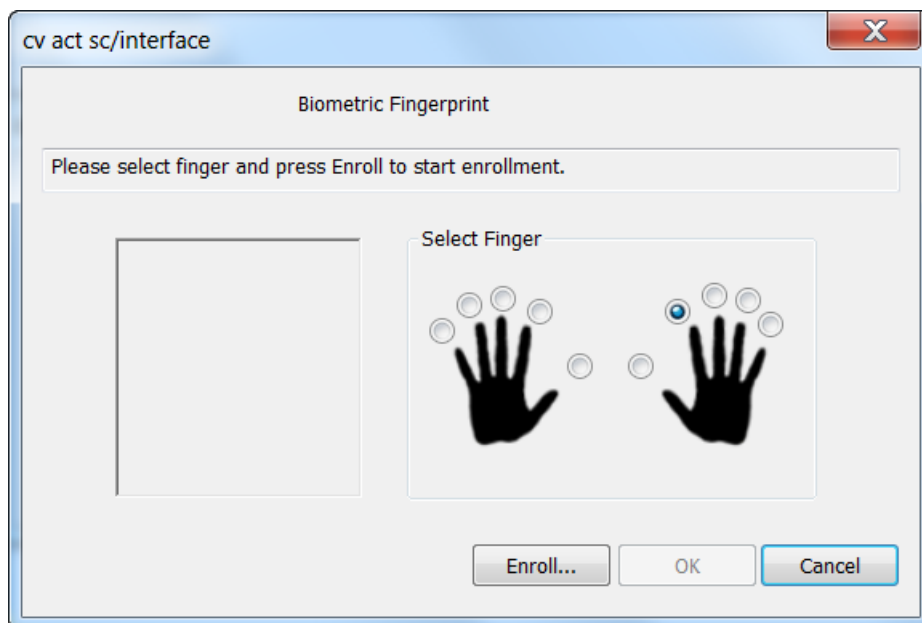 cv act sc/interface
Biometric Fingerprint
Please select finger and press Enroll to start enrollment.
Select Finger
Enroll...
OK
Cancel